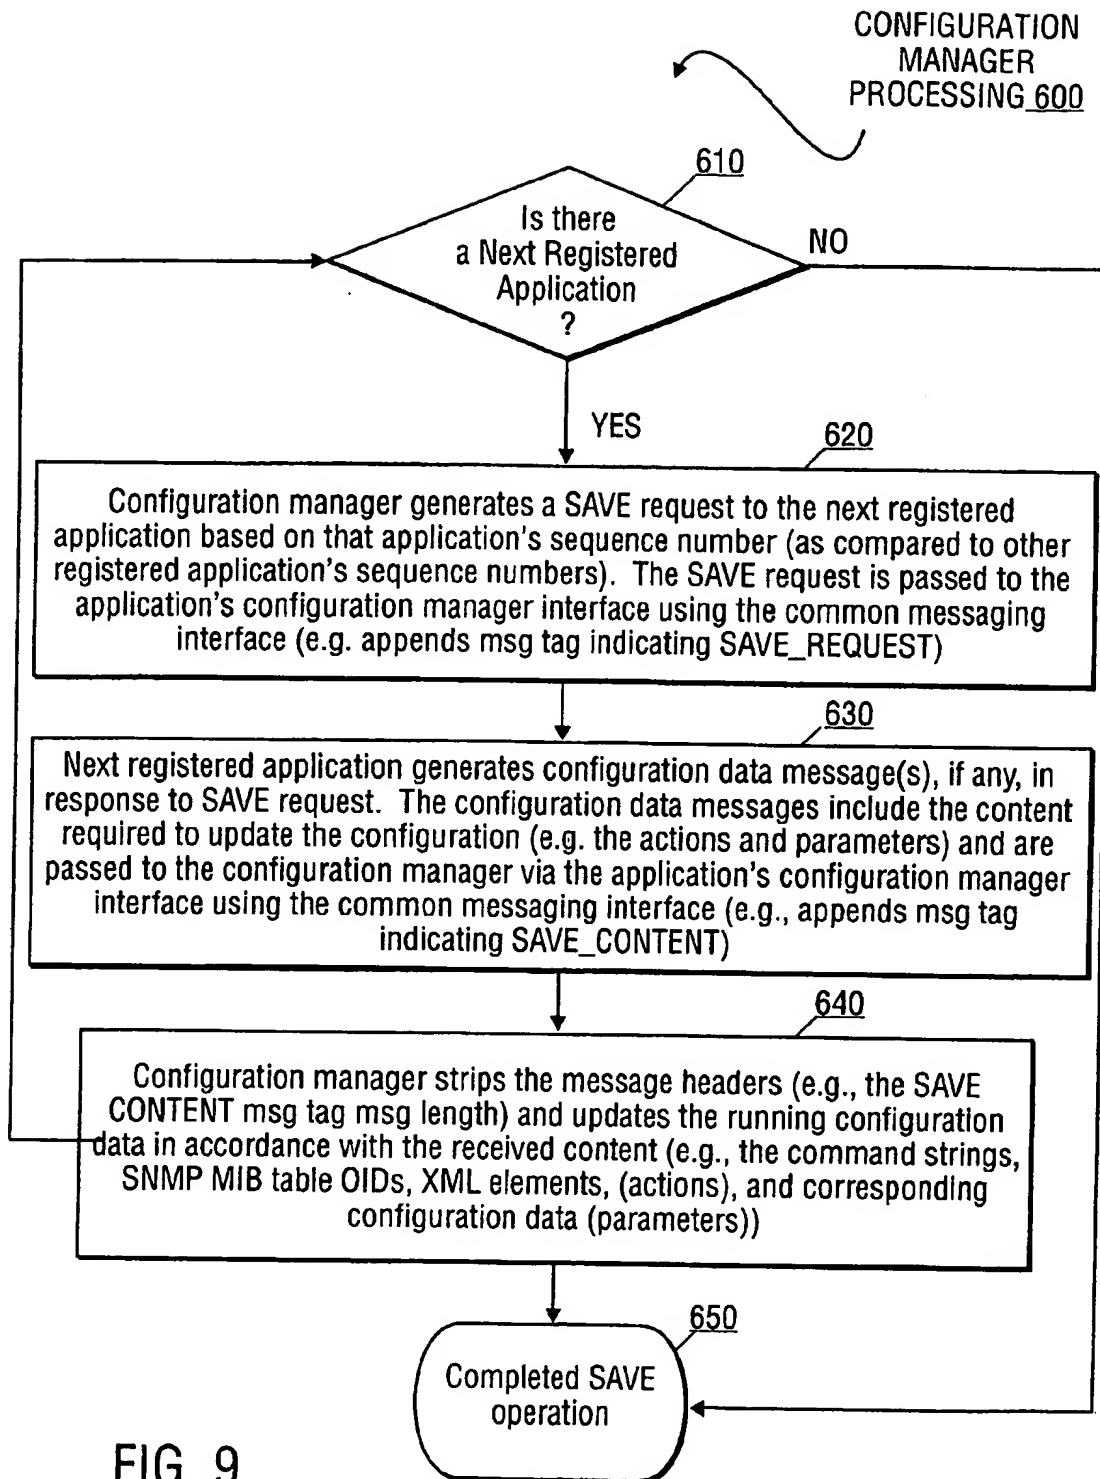 CONFIGURATION
MANAGER
PROCESSING 600
610
Is there
a Next Registered
Application
?
NO
YES
620
Configuration manager generates a SAVE request to the next registered
application based on that application's sequence number (as compared to other
registered application's sequence numbers). The SAVE request is passed to the
application's configuration manager interface using the common messaging
interface (e.g. appends msg tag indicating SAVE_REQUEST)
630
Next registered application generates configuration data message(s), if any, in
response to SAVE request. The configuration data messages include the content
required to update the configuration (e.g. the actions and parameters) and are
passed to the configuration manager via the application's configuration manager
interface using the common messaging interface (e.g., appends msg tag
indicating SAVE_CONTENT)
640
Configuration manager strips the message headers (e.g., the SAVE
CONTENT msg tag msg length) and updates the running configuration
data in accordance with the received content (e.g., the command strings,
SNMP MIB table OIDs, XML elements, (actions), and corresponding
configuration data (parameters))
650
Completed SAVE
operation
FIG. 9